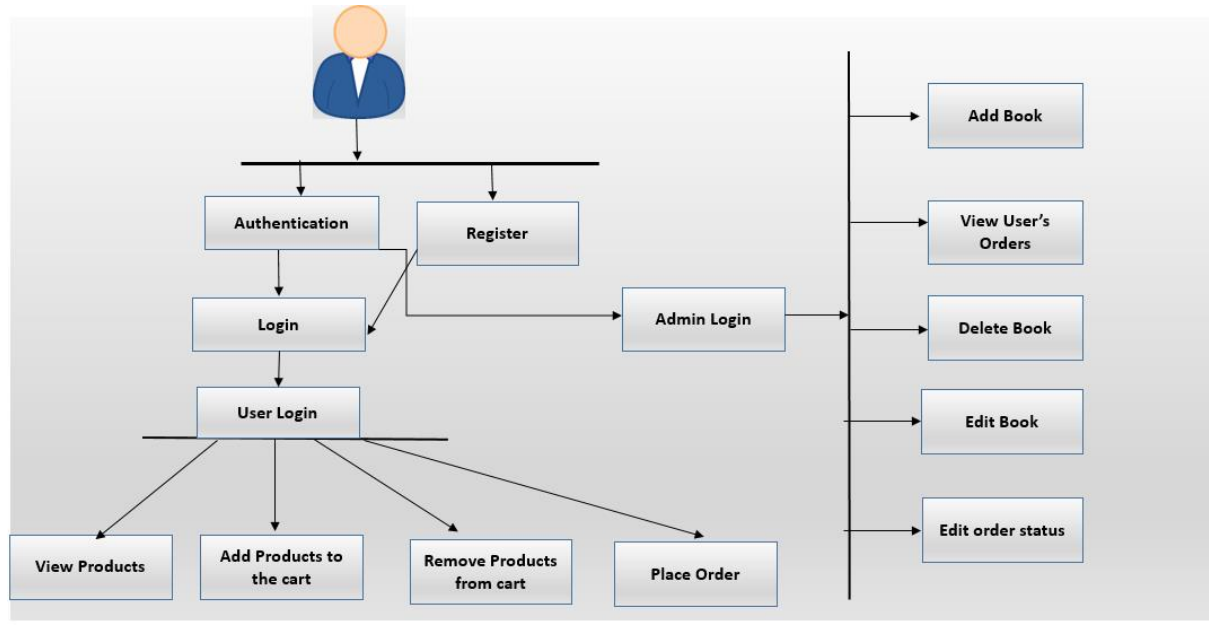 Add Book
Authentication
Register
View User's
Orders
Login
Admin Login
Delete Book
User Login
Edit Book
Edit order status
View Products
Add Products to
the cart
Remove Products
from cart
Place Order